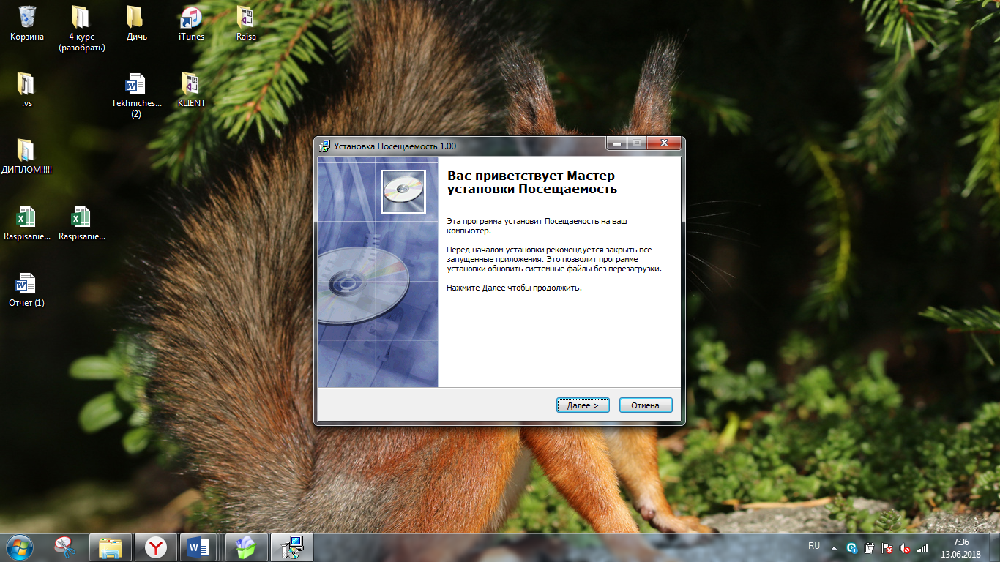 Корзина
4 курс
(разобрать)
Дичь
iTunes
Raisa
.vs
Tekhniches...
(2)
KLIENT
ДИПЛОМ!!!!!
Raspisanie...
Raspisanie...
Отчет (1)
Установка Посещаемость 1.00
Вас приветствует Мастер
установки Посещаемость
Эта программа установит Посещаемость на ваш
компьютер.
Перед началом установки рекомендуется закрыть все
запущенные приложения. Это позволит программе
установки обновить системные файлы без перезагрузки.
Нажмите Далее чтобы продолжить.
Далее >
Отмена
RU
7:36
13.06.2018